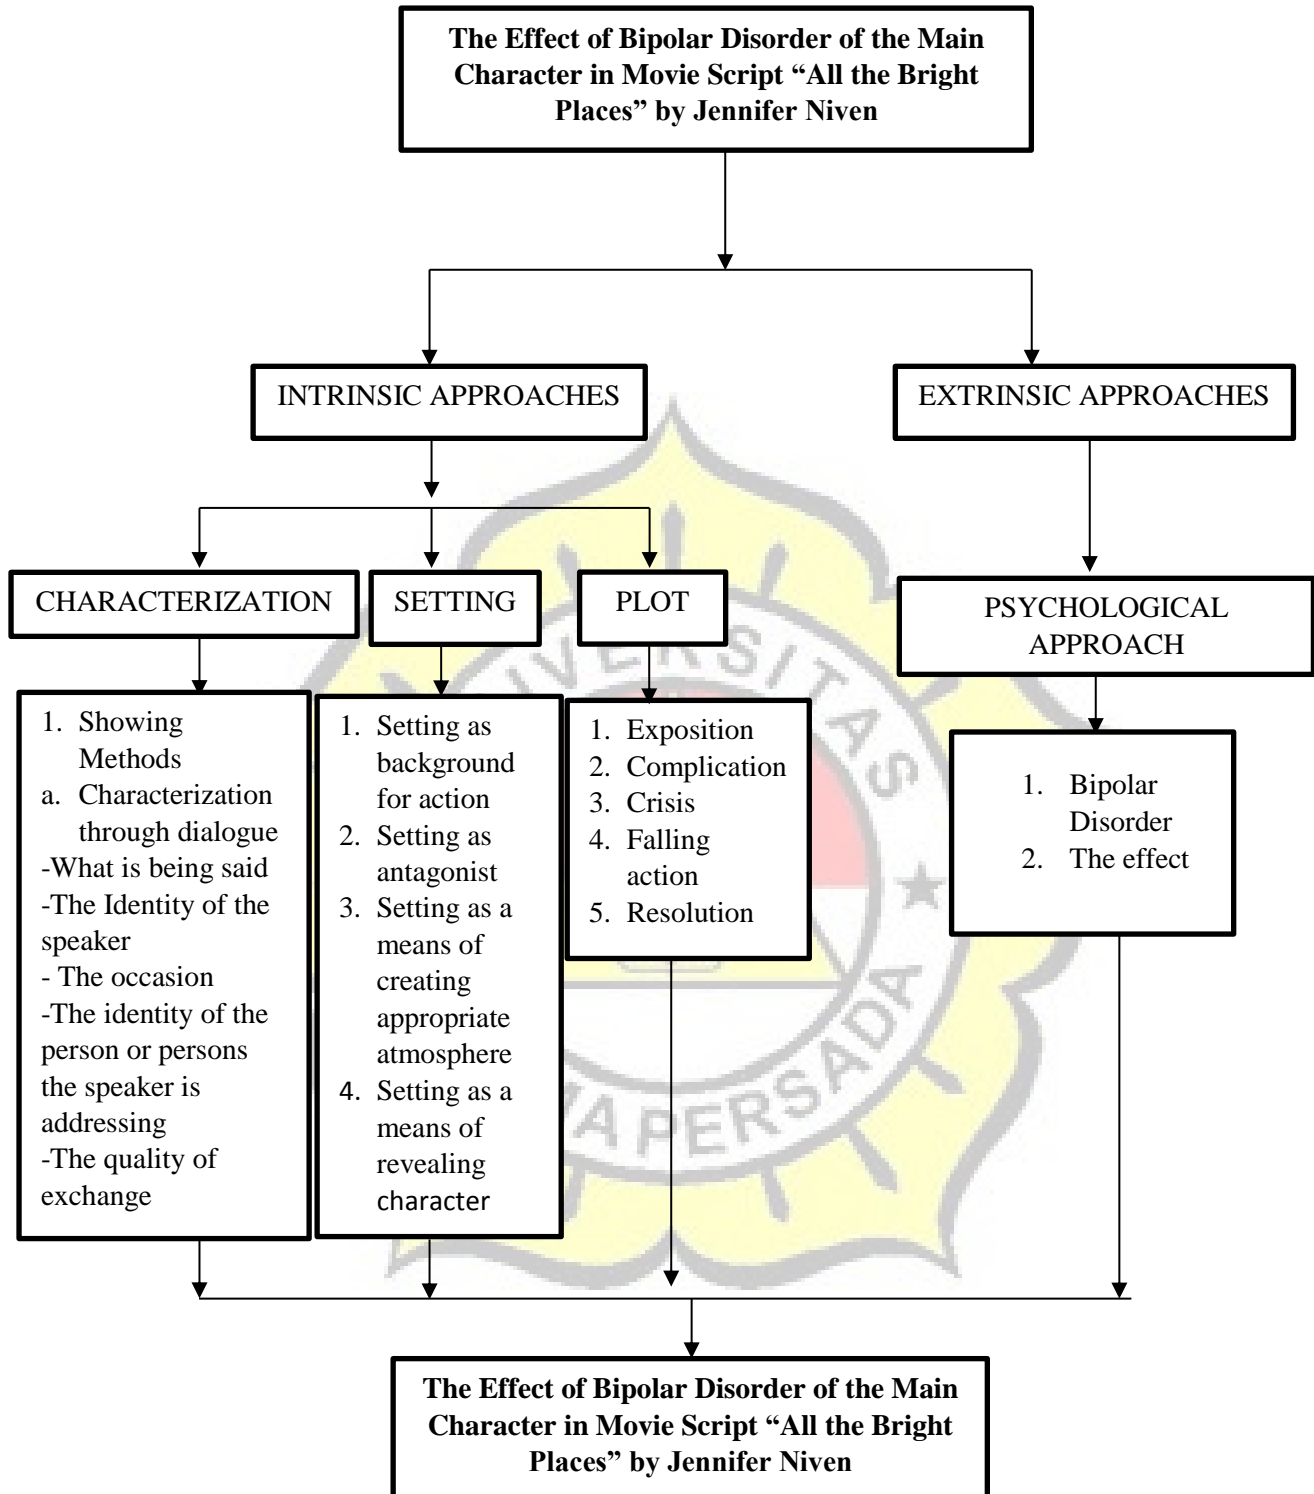 The Effect of Bipolar Disorder of the Main
Character in Movie Script “All the Bright
Places” by Jennifer Niven
INTRINSIC APPROACHES
EXTRINSIC APPROACHES
CHARACTERIZATION
SETTING
PLOT
PSYCHOLOGICAL
APPROACH
1. Showing
Methods
a. Characterization
through dialogue
-What is being said
-The Identity of the
speaker
- The occasion
-The identity of the
person or persons
the speaker is
addressing
-The quality of
exchange
1. Setting as
background
for action
2. Setting as
antagonist
3. Setting as a
means of
creating
appropriate
atmosphere
4. Setting as a
means of
revealing
character
1. Exposition
2. Complication
3. Crisis
4. Falling
action
5. Resolution
1. Bipolar
Disorder
2. The effect
The Effect of Bipolar Disorder of the Main
Character in Movie Script “All the Bright
Places” by Jennifer Niven
IVERSITAS
MA PERSADA